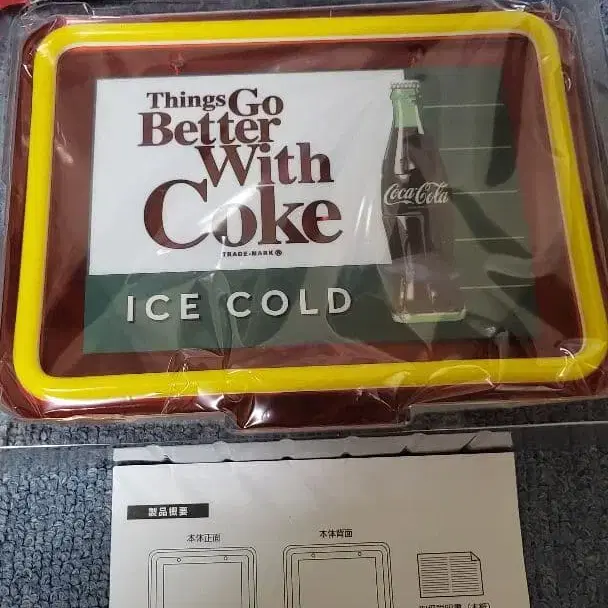 Things Go
Better
With
Coke
TRADE-MARK®
Coca-Cola
ICE COLD
製品概要
本体正面
本体背面